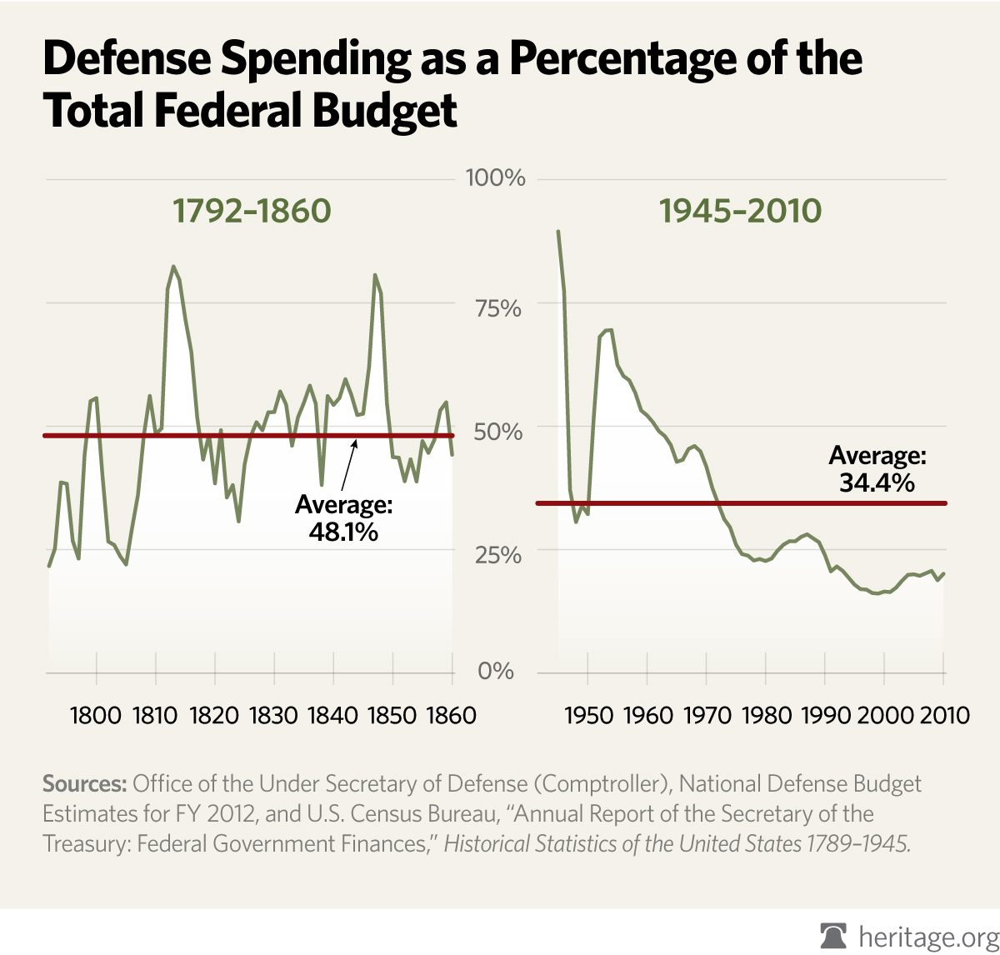 Defense Spending as a Percentage of the
Total Federal Budget
1792–1860
1945–2010
100%
75%
50%
25%
0%
Average:
48.1%
Average:
34.4%
1800 1810 1820 1830 1840 1850 1860
1950 1960 1970 1980 1990 2000 2010
Sources: Office of the Under Secretary of Defense (Comptroller), National Defense Budget
Estimates for FY 2012, and U.S. Census Bureau, “Annual Report of the Secretary of the
Treasury: Federal Government Finances,” Historical Statistics of the United States 1789–1945.
heritage.org